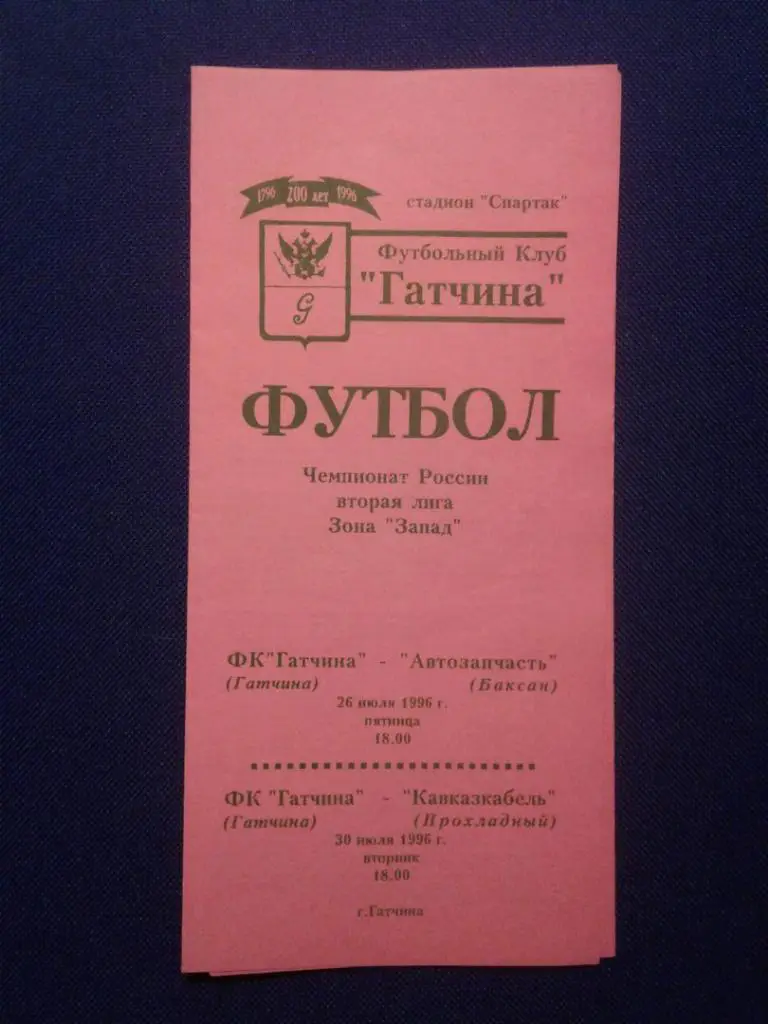 1796 200 лет 1996
стадион "Спартак"
Футбольный Клуб
"Гатчина"
G
ФУТБОЛ
Чемпионат России
вторая лига
Зона "Запад"
ФК"Гатчина" - "Автозапчасть"
(Гатчина) (Баксан)
26 июля 1996 г.
пятница
18.00
ФК "Гатчина" - "Кавказкабель"
(Гатчина) (Прохладный)
30 июля 1996 г.
вторник
18.00
г.Гатчина